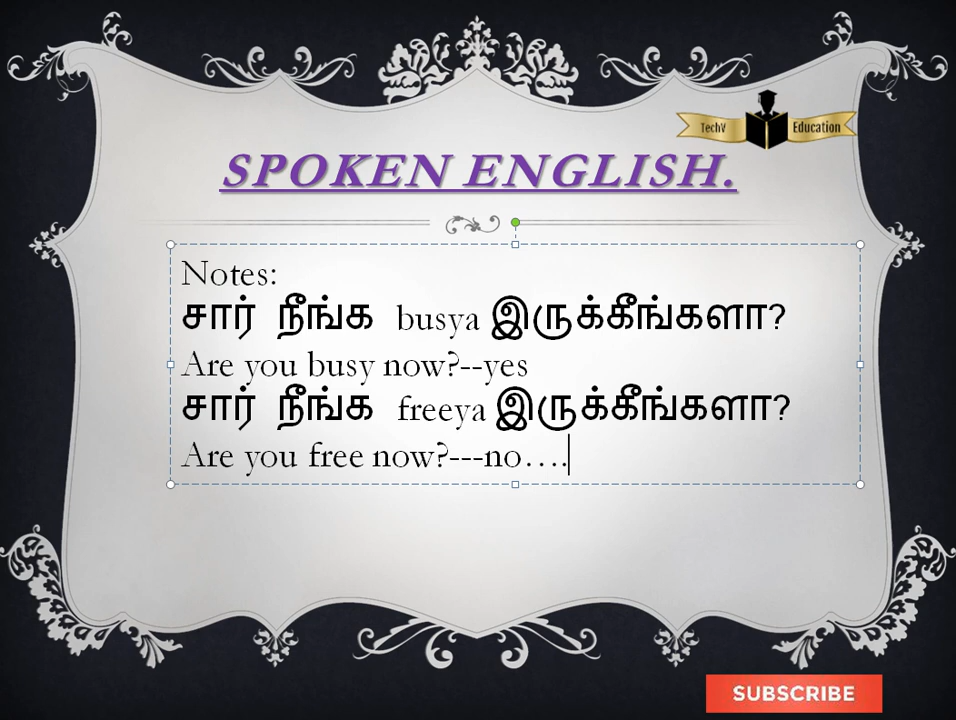 TechV Education
SPOKEN ENGLISH.
Notes:
சார் நீங்க busya இருக்கீங்களா?
Are you busy now?--yes
சார் நீங்க freeya இருக்கீங்களா?
Are you free now?---no….
SUBSCRIBE